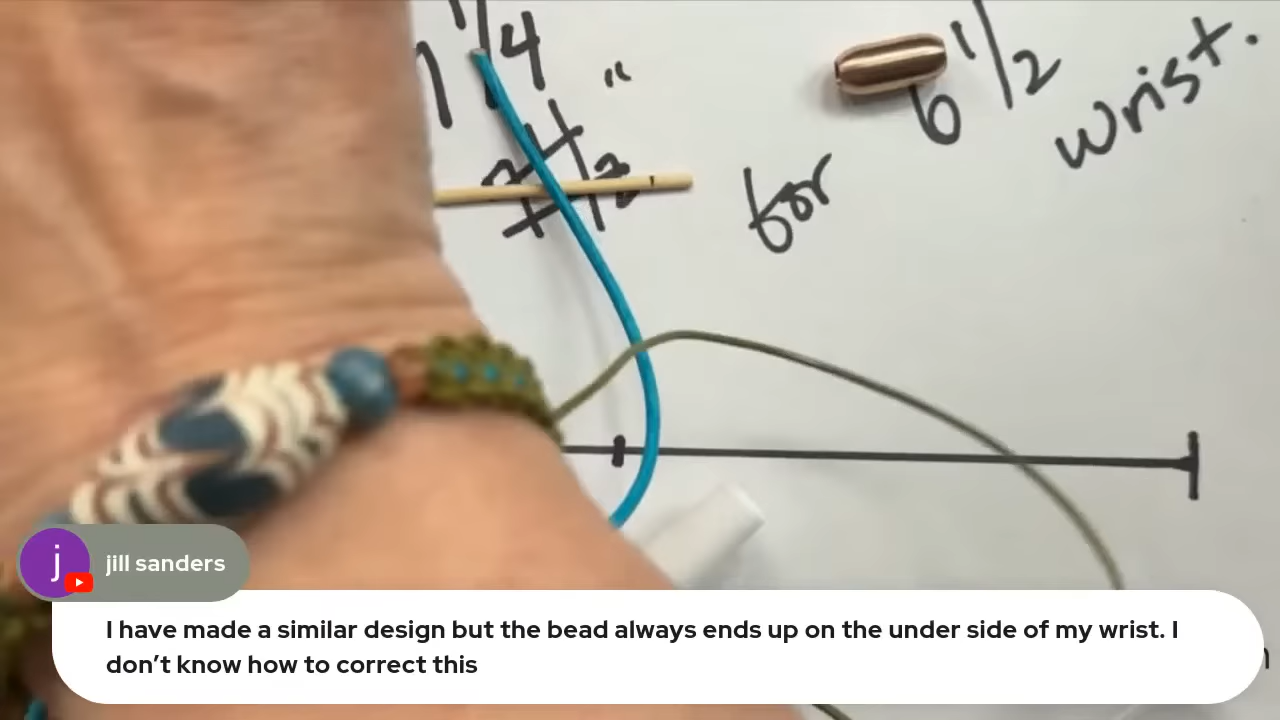 1/4
"
6 1/2
for
wrist.
j
jill sanders
I have made a similar design but the bead always ends up on the under side of my wrist. I
don't know how to correct this